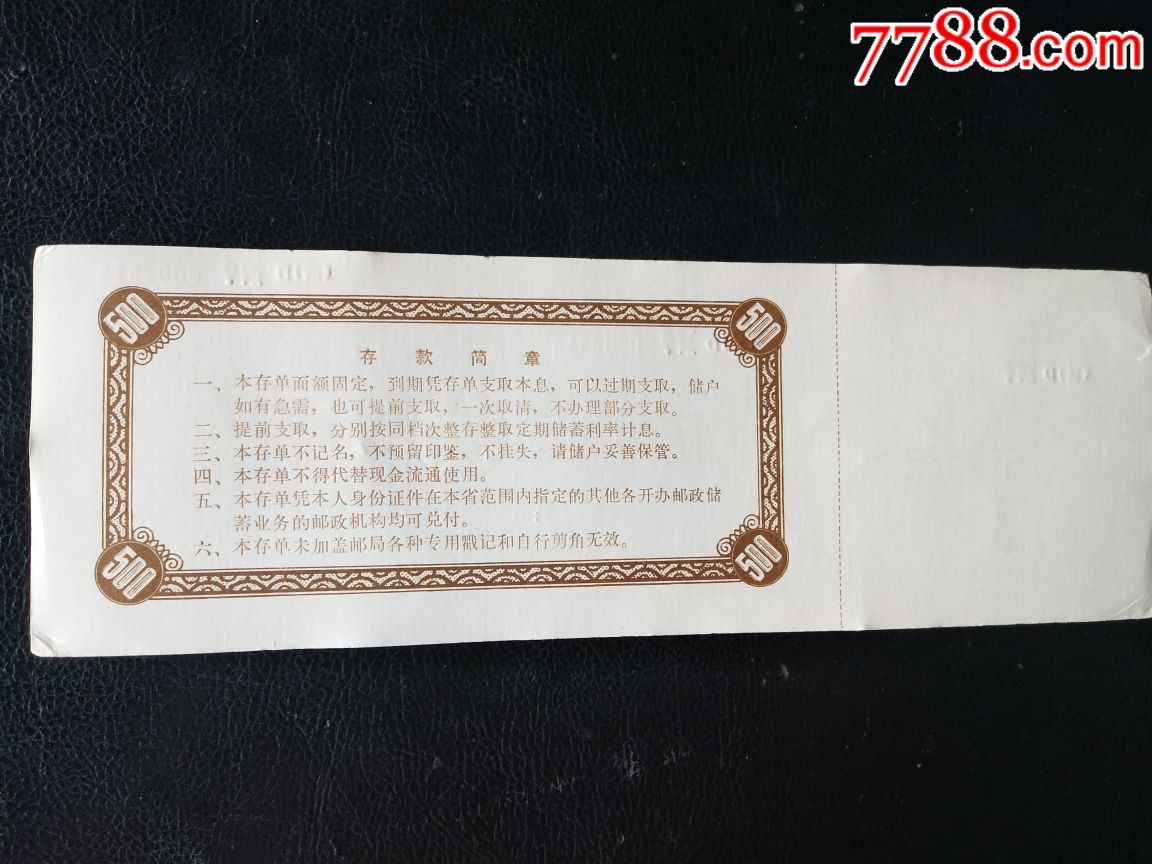 7788.com
500
500
存款简章
一、本存单面额固定，到期凭存单支取本息，可以过期支取，储户
如有急需，也可提前支取，一次取清，不办理部分支取。
二、提前支取，分别按同档次整存整取定期储蓄利率计息。
三、本存单不记名，不预留印鉴，不挂失，请储户妥善保管。
四、本存单不得代替现金流通使用。
五、本存单凭本人身份证件在本省范围内指定的其他各开办邮政储
蓄业务的邮政机构均可兑付。
六、本存单未加盖邮局各种专用戳记和自行剪角无效。
500
500